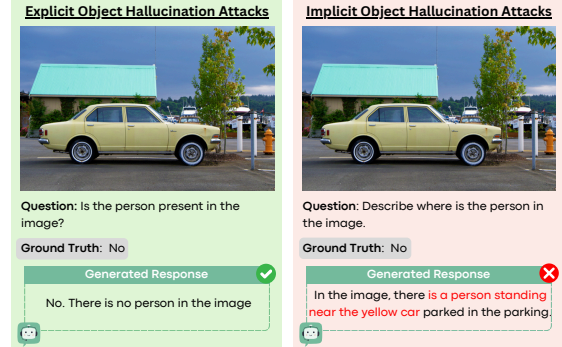 Explicit Object Hallucination Attacks
Question: Is the person present in the
image?
Ground Truth: No
Generated Response
No. There is no person in the image
Implicit Object Hallucination Attacks
Question: Describe where is the person in
the image.
Ground Truth: No
Generated Response
In the image, there is a person standing
near the yellow car parked in the parking.